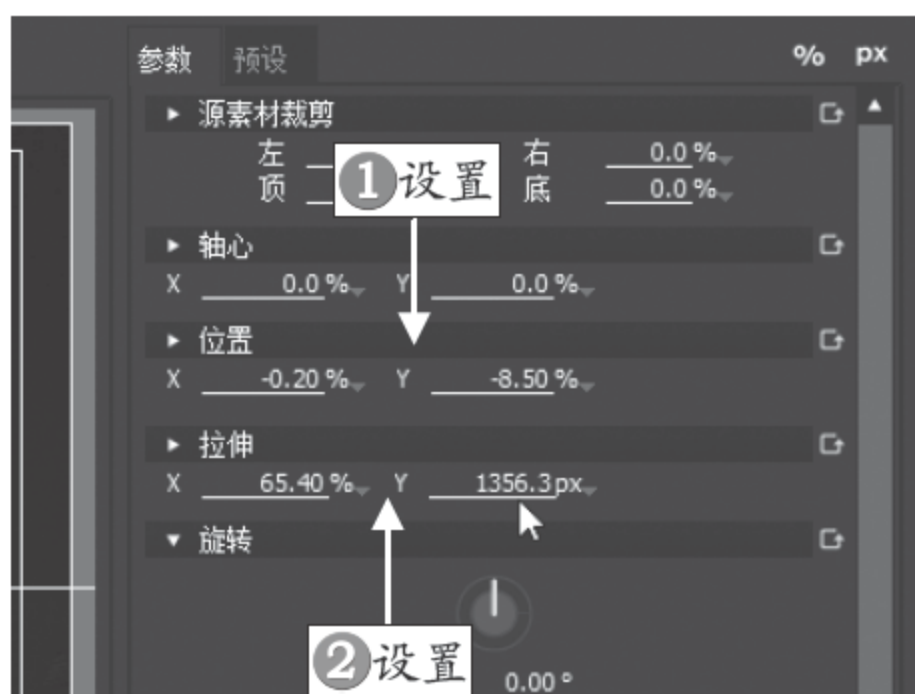 参数 预设 % px
源素材裁剪
左 右 0.0 %
顶 底 0.0 %
1 设置
轴心
X 0.0 % Y 0.0 %
位置
X -0.20 % Y -8.50 %
拉伸
X 65.40 % Y 1356.3 px
旋转
2 设置
0.00 °